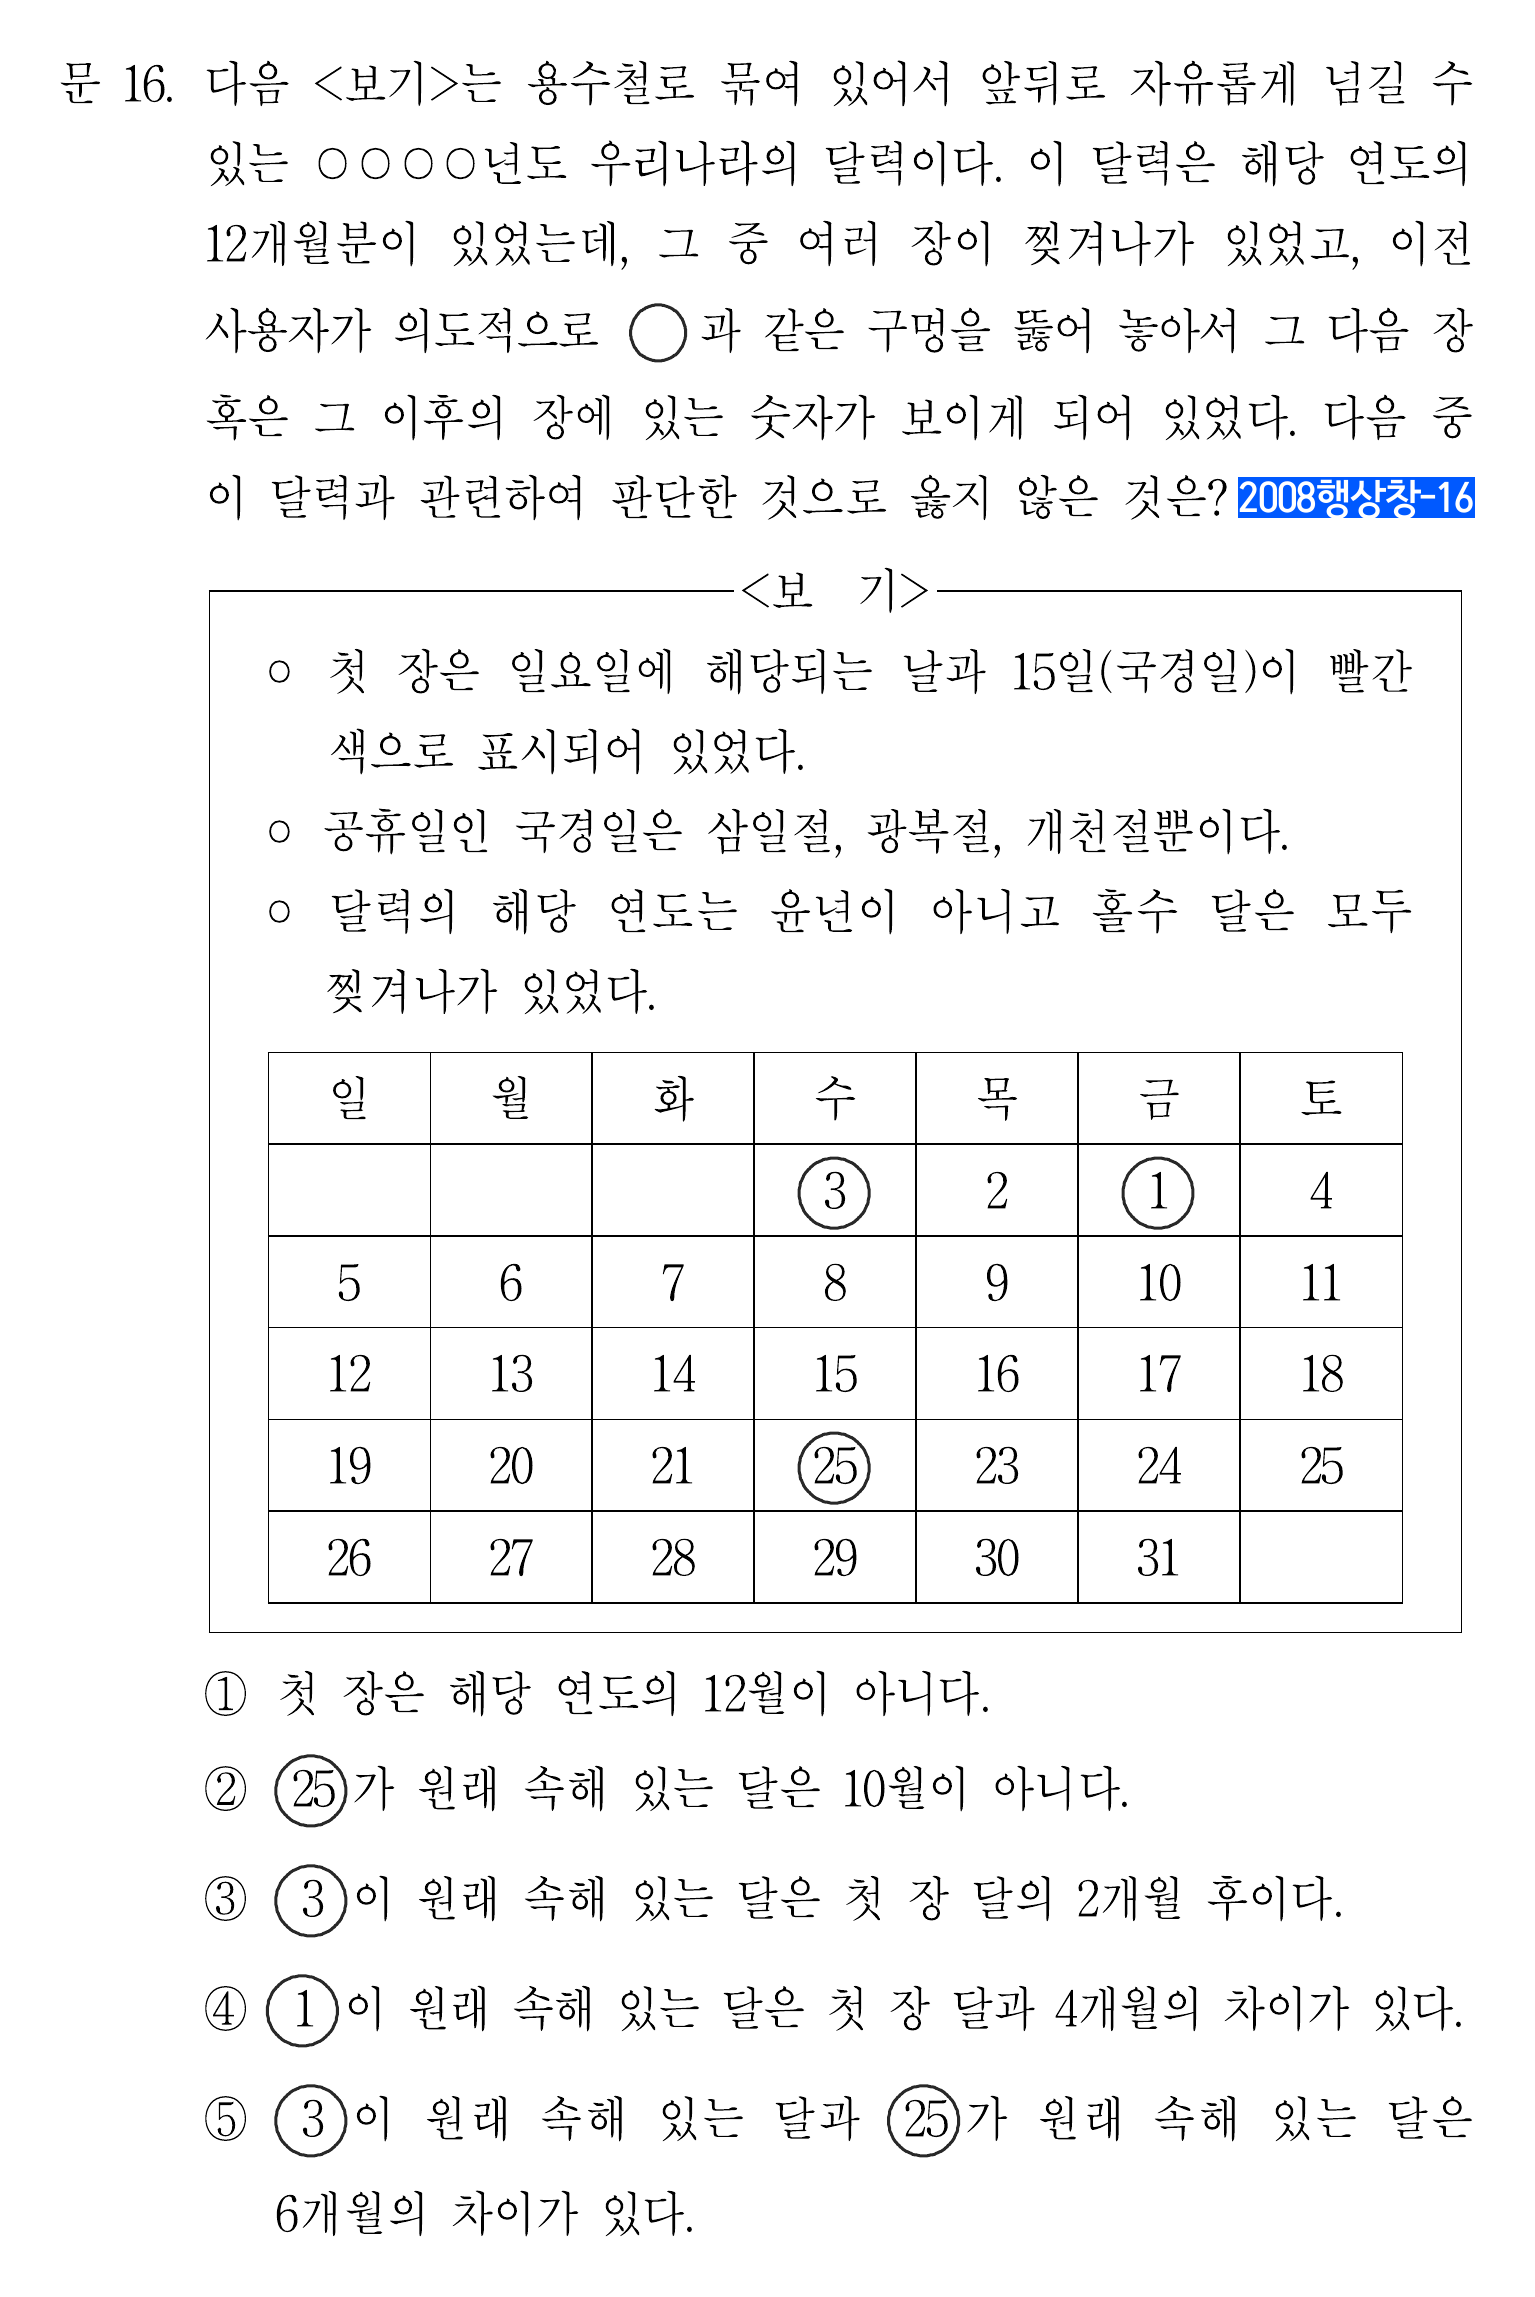 문 16. 다음 <보기>는 용수철로 묶여 있어서 앞뒤로 자유롭게 넘길 수
있는 ○○○○년도 우리나라의 달력이다. 이 달력은 해당 연도의
12개월분이 있었는데, 그 중 여러 장이 찢겨나가 있었고, 이전
사용자가 의도적으로 ◯과 같은 구멍을 뚫어 놓아서 그 다음 장
혹은 그 이후의 장에 있는 숫자가 보이게 되어 있었다. 다음 중
이 달력과 관련하여 판단한 것으로 옳지 않은 것은? 2008행상창-16
<보 기>
○ 첫 장은 일요일에 해당되는 날과 15일(국경일)이 빨간
색으로 표시되어 있었다.
○ 공휴일인 국경일은 삼일절, 광복절, 개천절뿐이다.
○ 달력의 해당 연도는 윤년이 아니고 홀수 달은 모두
찢겨나가 있었다.
일 월 화 수 목 금 토
③ 2 ① 4
5 6 7 8 9 10 11
12 13 14 15 16 17 18
19 20 21 ㉕ 23 24 25
26 27 28 29 30 31
① 첫 장은 해당 연도의 12월이 아니다.
② ㉕가 원래 속해 있는 달은 10월이 아니다.
③ ③이 원래 속해 있는 달은 첫 장 달의 2개월 후이다.
④ ①이 원래 속해 있는 달은 첫 장 달과 4개월의 차이가 있다.
⑤ ③이 원래 속해 있는 달과 ㉕가 원래 속해 있는 달은
6개월의 차이가 있다.